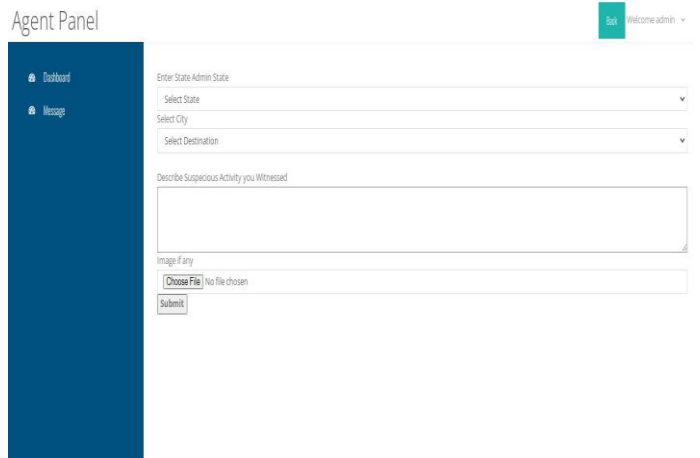 Agent Panel
Back Welcome admin
Dashboard
Message
Enter State Admin State
Select State
Select City
Select Destination
Describe Suspecious Activity you Witnessed
Image if any
Choose File No file chosen
Submit